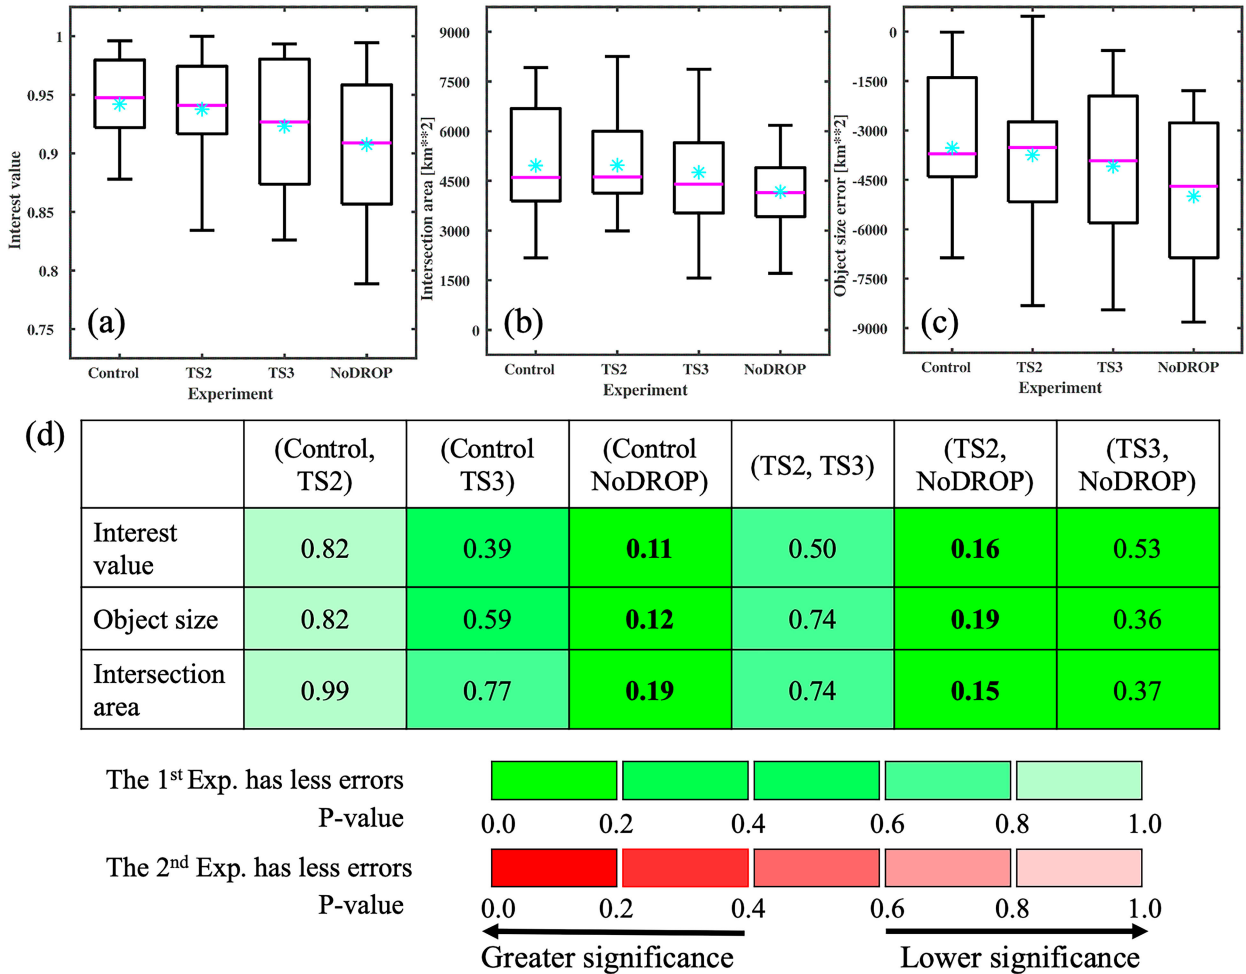 1
0.95
0.9
0.85
0.8
0.75
Interest value
(a)
Control TS2 TS3 NoDROP
Experiment
9000
7500
6000
4500
3000
1500
0
Intersection area [km**2]
(b)
Control TS2 TS3 NoDROP
Experiment
0
-1500
-3000
-4500
-6000
-7500
-9000
Object size error [km**2]
(c)
Control TS2 TS3 NoDROP
Experiment
(d)
(Control, TS2)
(Control TS3)
(Control NoDROP)
(TS2, TS3)
(TS2, NoDROP)
(TS3, NoDROP)
Interest value 0.82 0.39 0.11 0.50 0.16 0.53
Object size 0.82 0.59 0.12 0.74 0.19 0.36
Intersection area 0.99 0.77 0.19 0.74 0.15 0.37
The 1st Exp. has less errors
P-value 0.0 0.2 0.4 0.6 0.8 1.0
The 2nd Exp. has less errors
P-value 0.0 0.2 0.4 0.6 0.8 1.0
Greater significance Lower significance